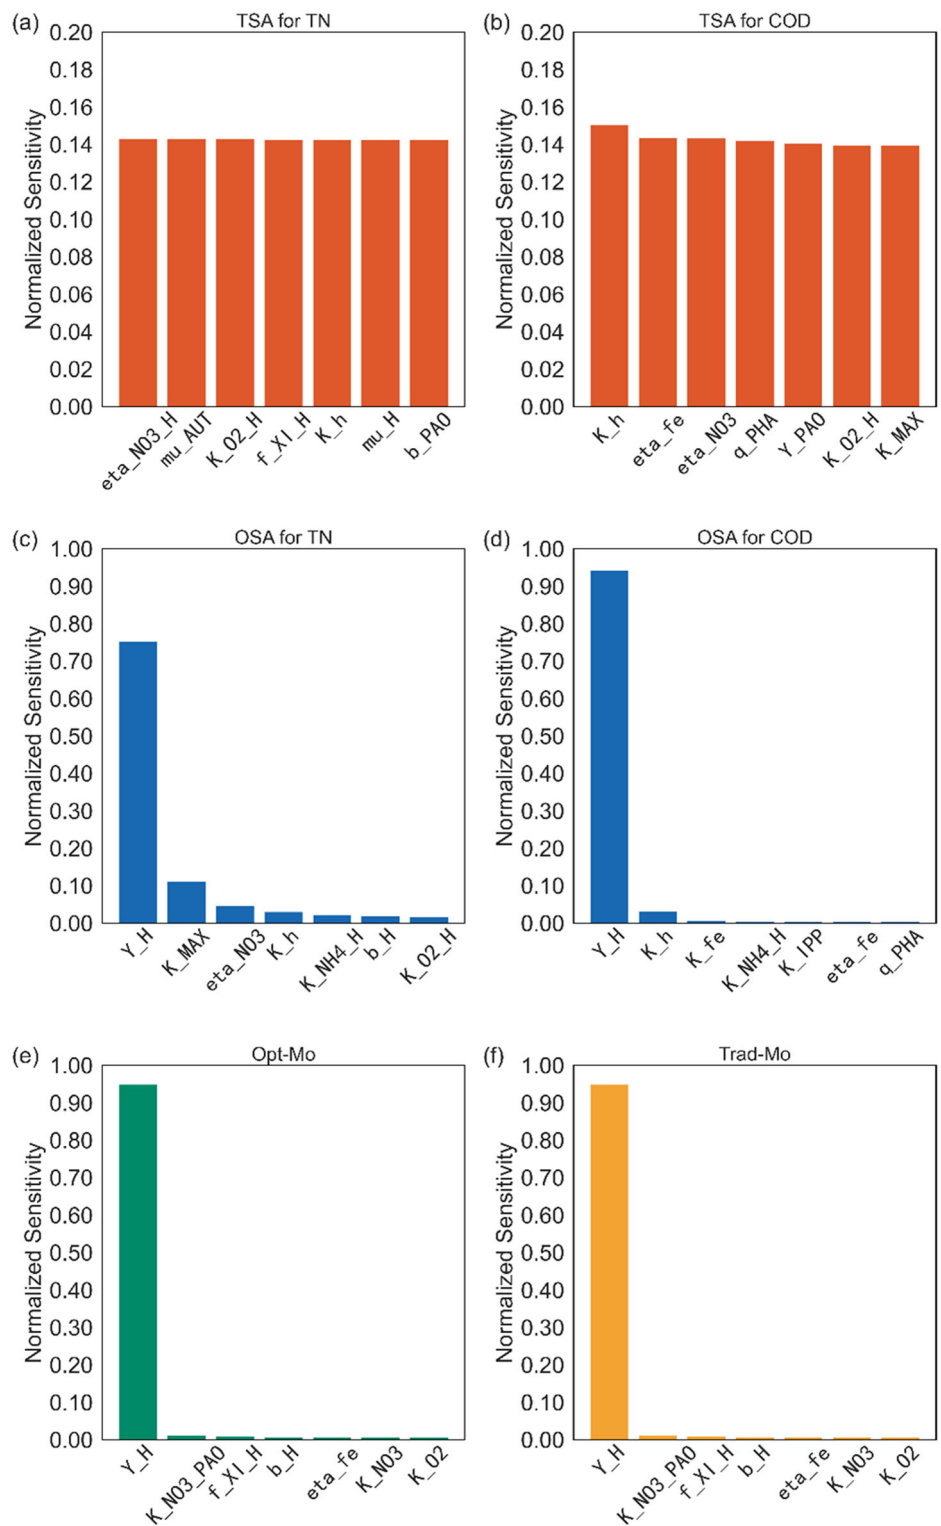 (a)
TSA for TN
Normalized Sensitivity
0.20
0.18
0.16
0.14
0.12
0.10
0.08
0.06
0.04
0.02
0.00
eta_NO3_H
mu_AUT
K_O2_H
f_XI_H
K_h
mu_H
b_PAO
(b)
TSA for COD
Normalized Sensitivity
0.20
0.18
0.16
0.14
0.12
0.10
0.08
0.06
0.04
0.02
0.00
K_h
eta_fe
eta_NO3
q_PHA
Y_PAO
K_O2_H
K_MAX
(c)
OSA for TN
Normalized Sensitivity
1.00
0.90
0.80
0.70
0.60
0.50
0.40
0.30
0.20
0.10
0.00
Y_H
K_MAX
eta_NO3
K_h
K_NH4_H
b_H
K_O2_H
(d)
OSA for COD
Normalized Sensitivity
1.00
0.90
0.80
0.70
0.60
0.50
0.40
0.30
0.20
0.10
0.00
Y_H
K_h
K_fe
K_NH4_H
K_IPP
eta_fe
q_PHA
(e)
Opt-Mo
Normalized Sensitivity
1.00
0.90
0.80
0.70
0.60
0.50
0.40
0.30
0.20
0.10
0.00
Y_H
K_NO3_PAO
f_XI_H
b_H
eta_fe
K_NO3
K_O2
(f)
Trad-Mo
Normalized Sensitivity
1.00
0.90
0.80
0.70
0.60
0.50
0.40
0.30
0.20
0.10
0.00
Y_H
K_NO3_PAO
f_XI_H
b_H
eta_fe
K_NO3
K_O2